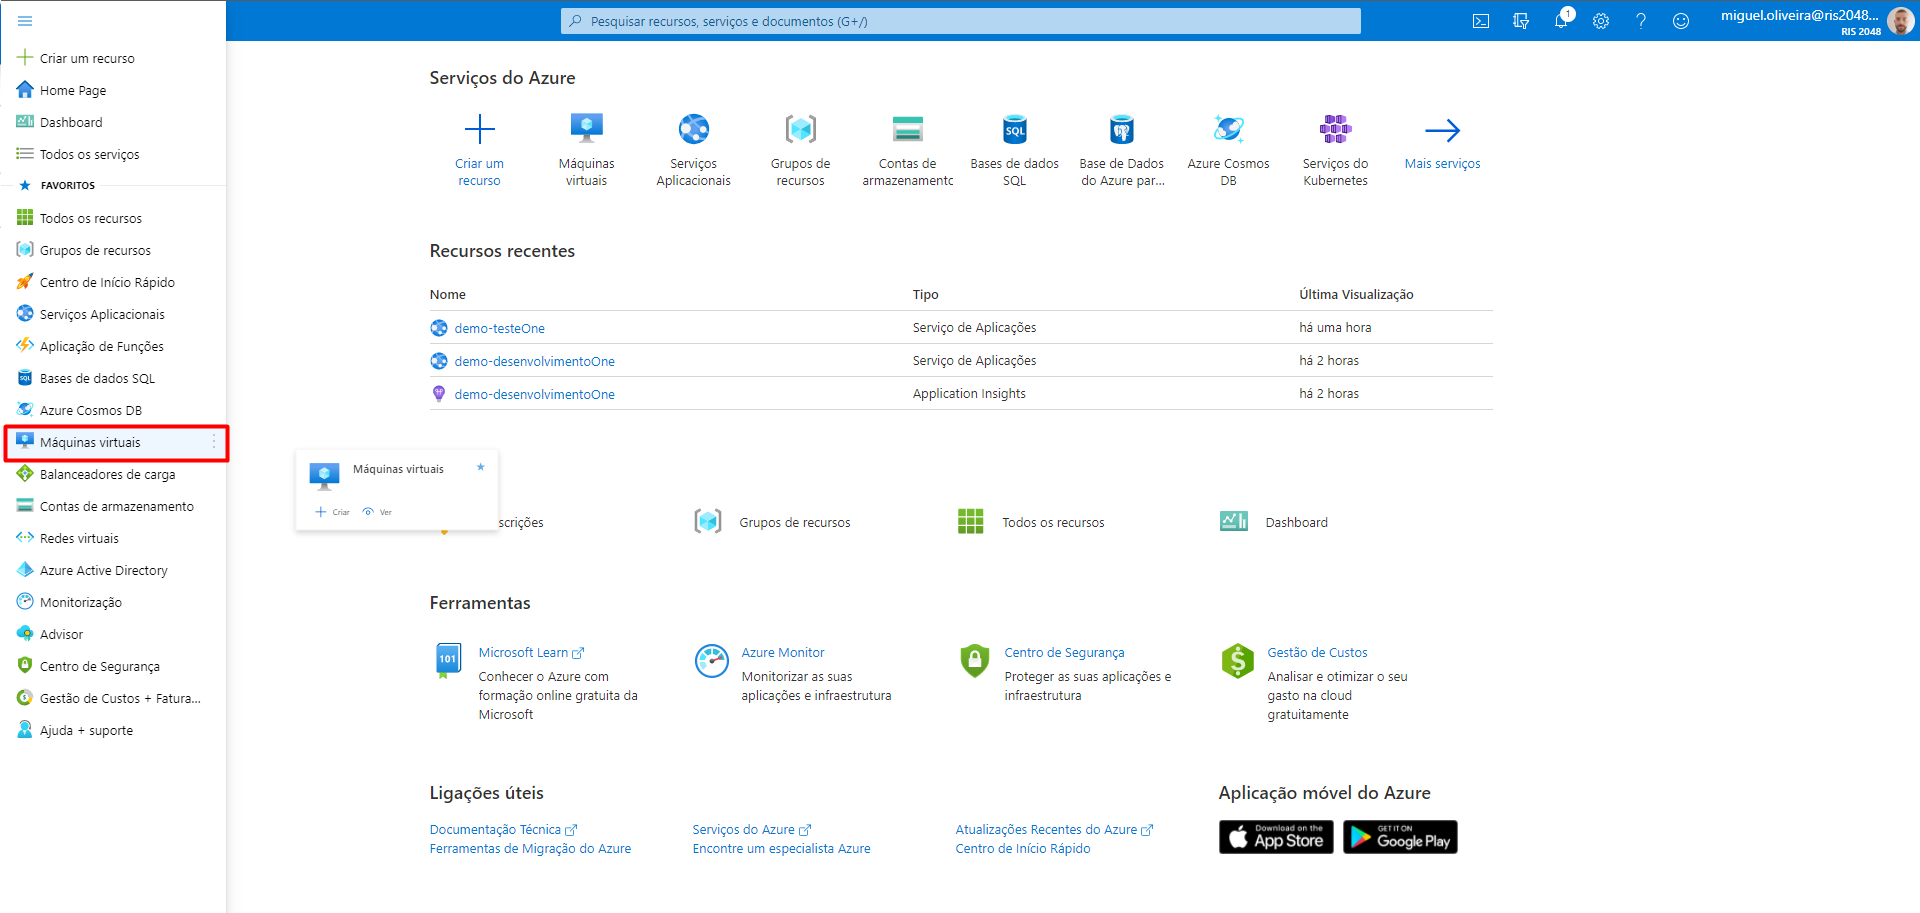 Pesquisar recursos, serviços e documentos (G+/)
1
miguel.oliveira@ris2048...
RIS 2048
Criar um recurso
Home Page
Dashboard
Todos os serviços
FAVORITOS
Todos os recursos
Grupos de recursos
Centro de Início Rápido
Serviços Aplicacionais
Aplicação de Funções
Bases de dados SQL
Azure Cosmos DB
Máquinas virtuais
Balanceadores de carga
Contas de armazenamento
Redes virtuais
Azure Active Directory
Monitorização
Advisor
Centro de Segurança
Gestão de Custos + Fatura...
Ajuda + suporte
Serviços do Azure
Criar um
recurso
Máquinas
virtuais
Serviços
Aplicacionais
Grupos de
recursos
Contas de
armazenamento
SQL
Bases de dados
SQL
Base de Dados
do Azure par...
Azure Cosmos
DB
Serviços do
Kubernetes
Mais serviços
Recursos recentes
Nome Tipo Última Visualização
demo-testeOne Serviço de Aplicações há uma hora
demo-desenvolvimentoOne Serviço de Aplicações há 2 horas
demo-desenvolvimentoOne Application Insights há 2 horas
Máquinas virtuais
Criar Ver
scrições
Grupos de recursos
Todos os recursos
Dashboard
Ferramentas
101
Microsoft Learn
Conhecer o Azure com
formação online gratuita da
Microsoft
Azure Monitor
Monitorizar as suas
aplicações e infraestrutura
Centro de Segurança
Proteger as suas aplicações e
infraestrutura
Gestão de Custos
Analisar e otimizar o seu
gasto na cloud
gratuitamente
Ligações úteis
Documentação Técnica
Ferramentas de Migração do Azure
Serviços do Azure
Encontre um especialista Azure
Atualizações Recentes do Azure
Centro de Início Rápido
Aplicação móvel do Azure
Download on the
App Store
GET IT ON
Google Play